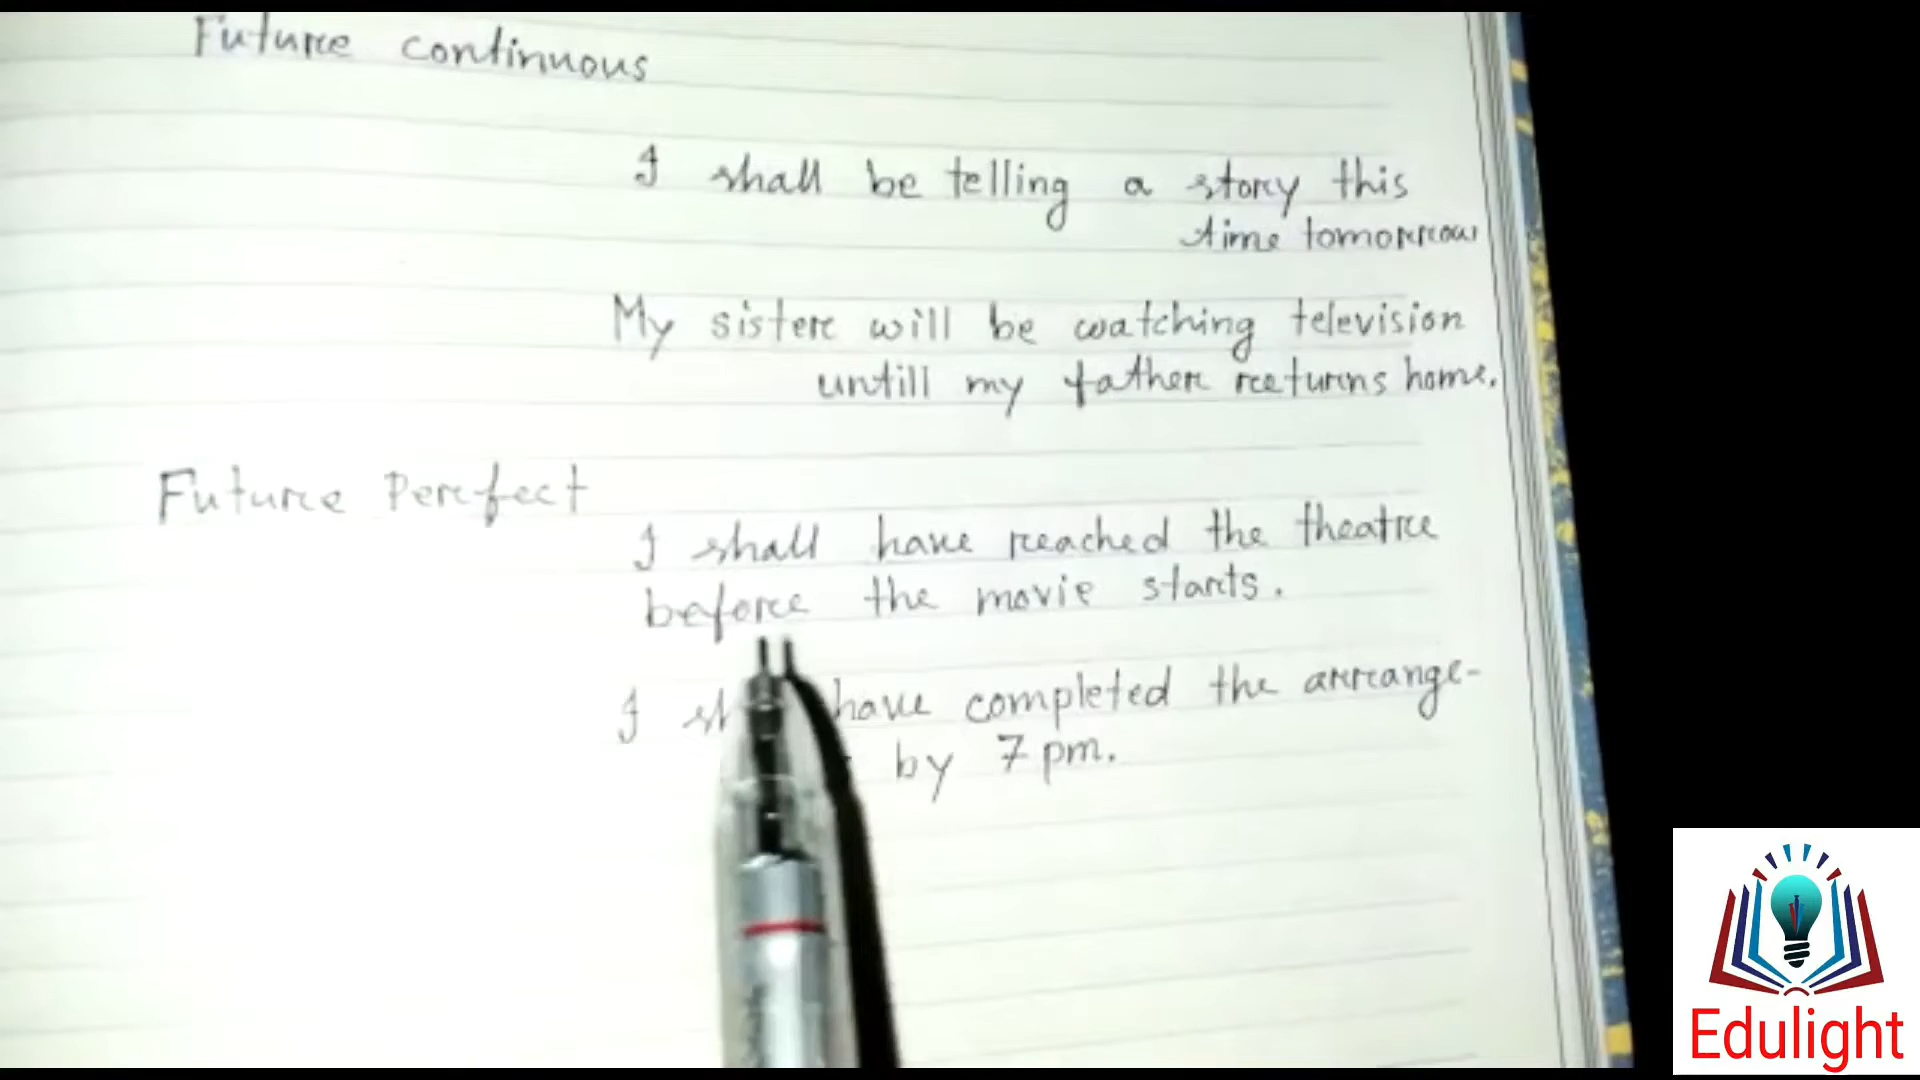 Future continuous
I shall be telling a story this
time tomorrow
My sister will be watching television
untill my father returns home.
Future Perfect
I shall have reached the theatre
before the movie starts.
I have completed the arrange-
by 7 pm.
Edulight